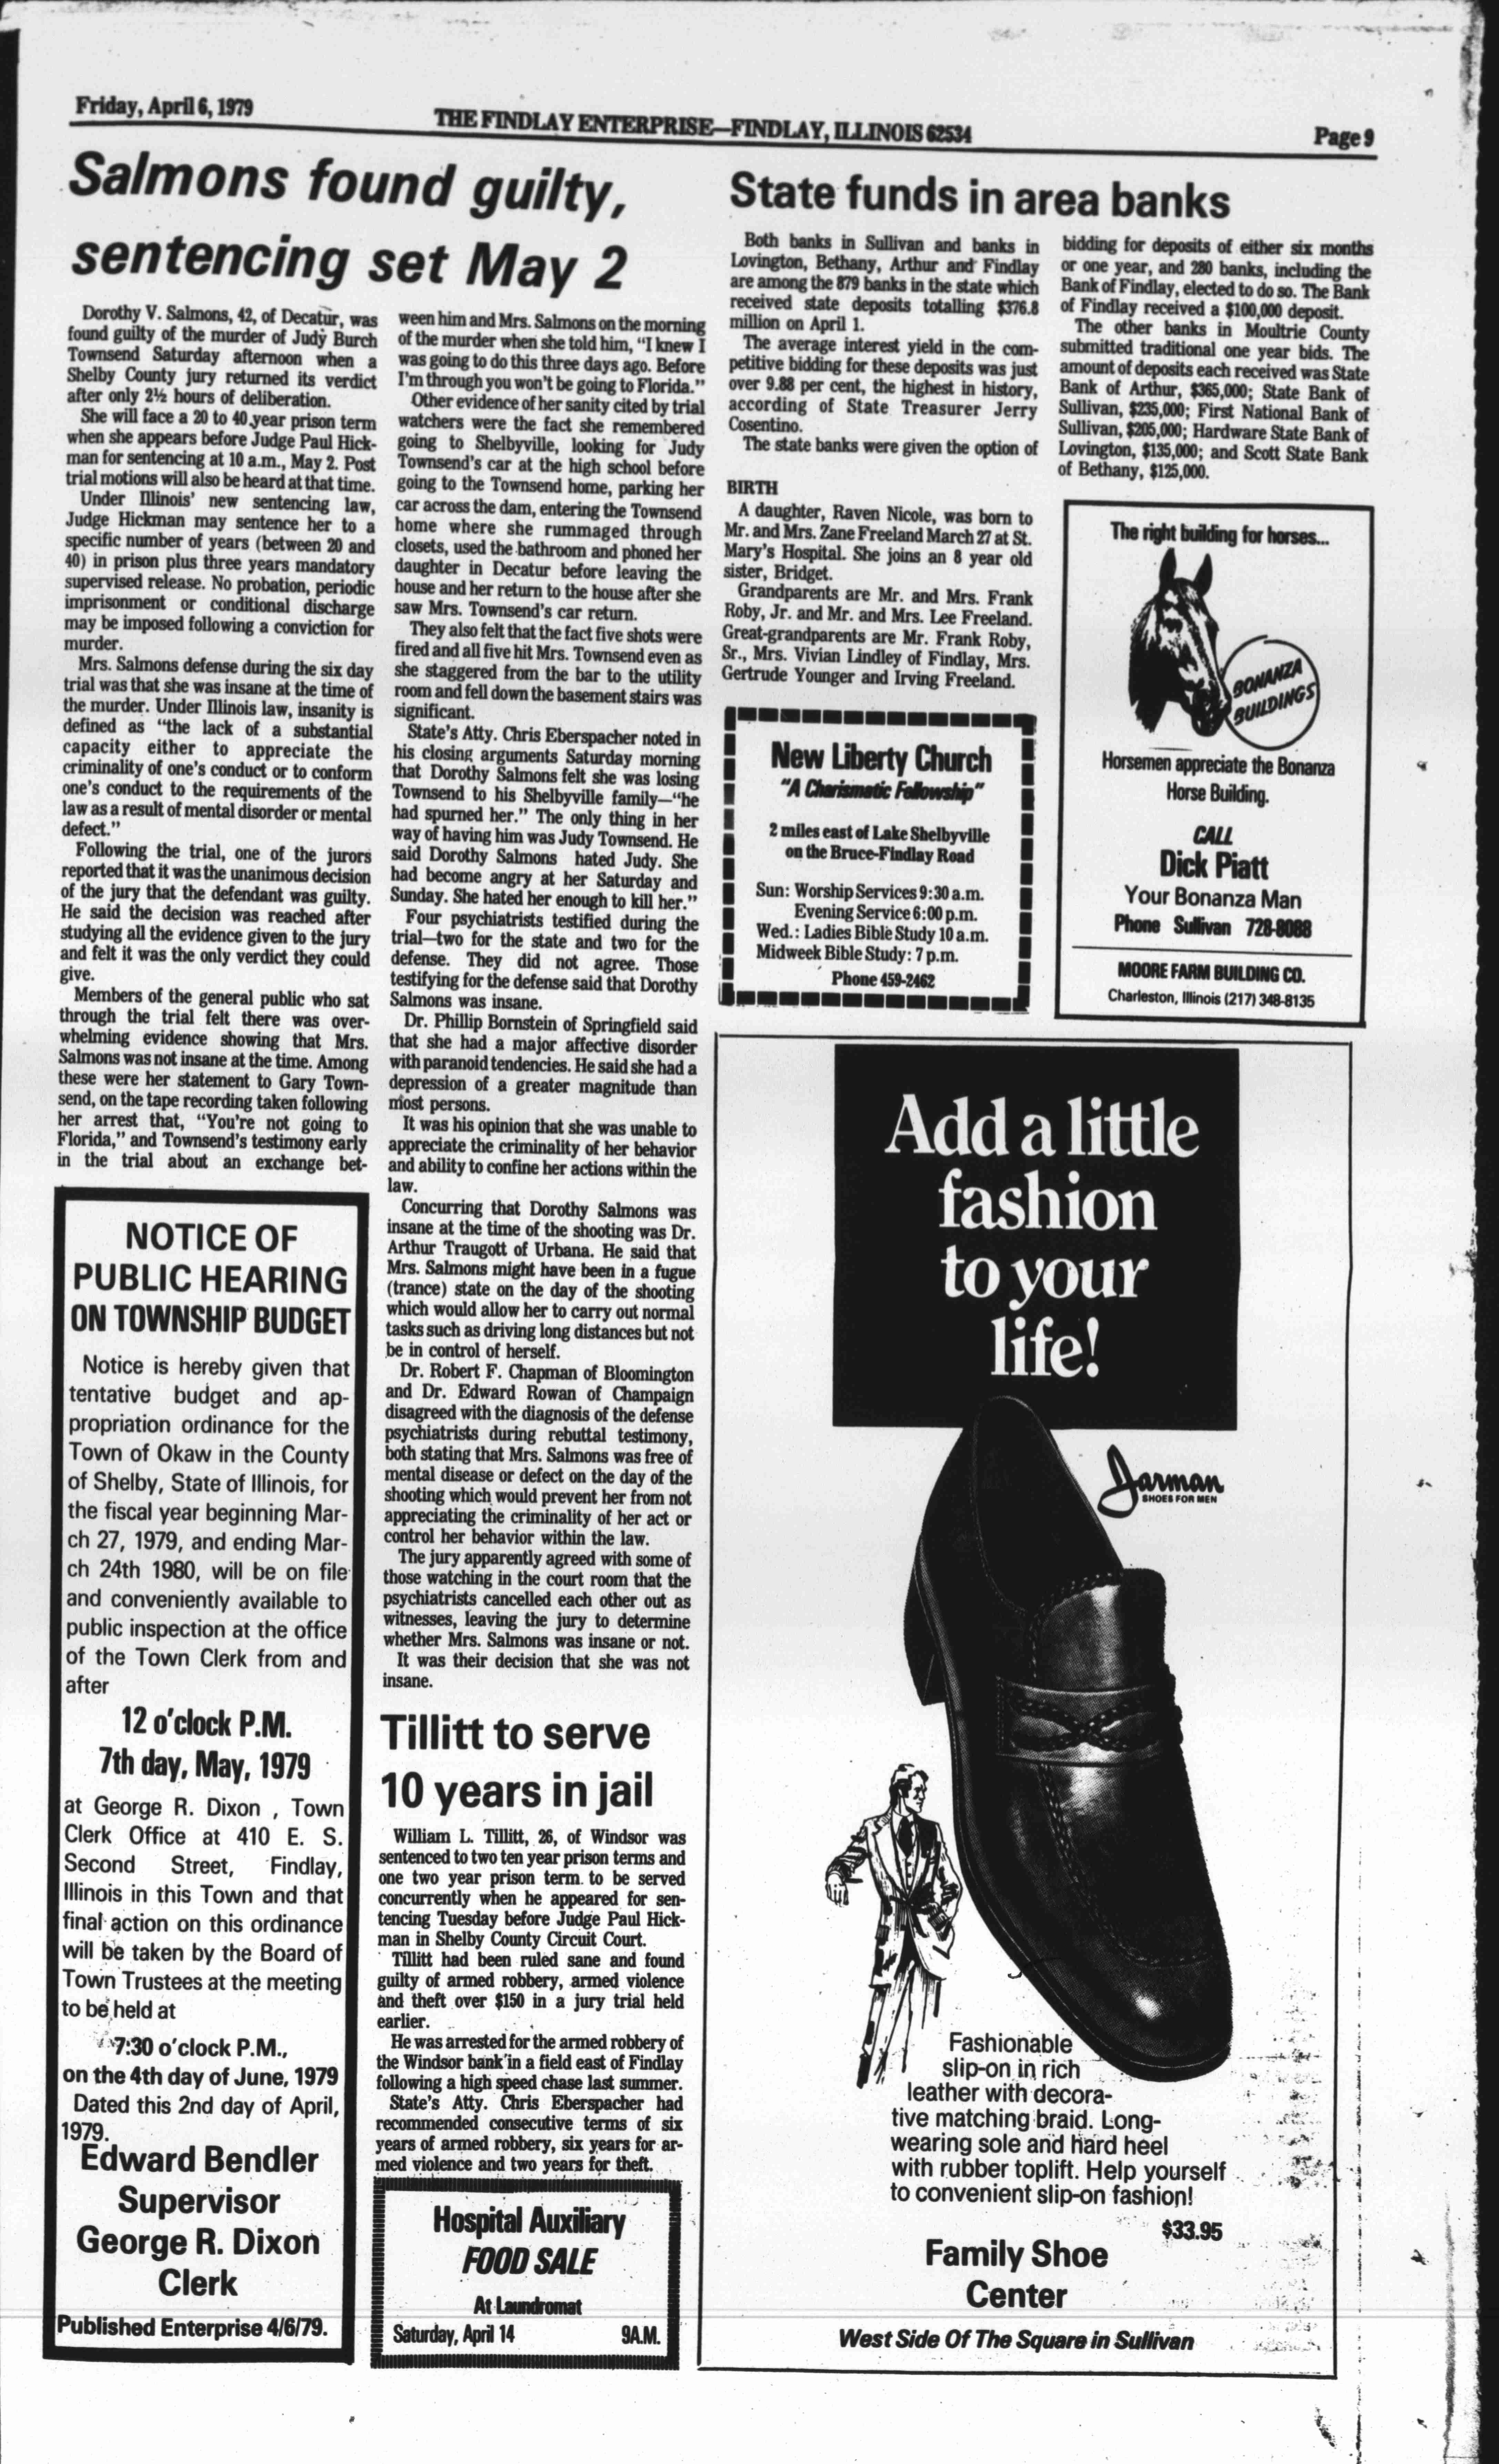 Friday, April 6, 1979
THE FINDLAY ENTERPRISE—FINDLAY, ILLINOIS 62534
Page 9
Salmons found guilty,
sentencing set May 2
Dorothy V. Salmons, 42, of Decatur, was
found guilty of the murder of Judy Burch
Townsend Saturday afternoon when a
Shelby County jury returned its verdict
after only 2½ hours of deliberation.
She will face a 20 to 40 year prison term
when she appears before Judge Paul Hick-
man for sentencing at 10 a.m., May 2. Post
trial motions will also be heard at that time.
Under Illinois' new sentencing law,
Judge Hickman may sentence her to a
specific number of years (between 20 and
40) in prison plus three years mandatory
supervised release. No probation, periodic
imprisonment or conditional discharge
may be imposed following a conviction for
murder.
Mrs. Salmons defense during the six day
trial was that she was insane at the time of
the murder. Under Illinois law, insanity is
defined as "the lack of a substantial
capacity either to appreciate the
criminality of one's conduct or to conform
one's conduct to the requirements of the
law as a result of mental disorder or mental
defect."
Following the trial, one of the jurors
reported that it was the unanimous decision
of the jury that the defendant was guilty.
He said the decision was reached after
studying all the evidence given to the jury
and felt it was the only verdict they could
give.
Members of the general public who sat
through the trial felt there was over-
whelming evidence showing that Mrs.
Salmons was not insane at the time. Among
these were her statement to Gary Town-
send, on the tape recording taken following
her arrest that, "You're not going to
Florida," and Townsend's testimony early
in the trial about an exchange bet-
ween him and Mrs. Salmons on the morning
of the murder when she told him, "I knew I
was going to do this three days ago. Before
I'm through you won't be going to Florida."
Other evidence of her sanity cited by trial
watchers were the fact she remembered
going to Shelbyville, looking for Judy
Townsend's car at the high school before
going to the Townsend home, parking her
car across the dam, entering the Townsend
home where she rummaged through
closets, used the bathroom and phoned her
daughter in Decatur before leaving the
house and her return to the house after she
saw Mrs. Townsend's car return.
They also felt that the fact five shots were
fired and all five hit Mrs. Townsend even as
she staggered from the bar to the utility
room and fell down the basement stairs was
significant.
State's Atty. Chris Eberspacher noted in
his closing arguments Saturday morning
that Dorothy Salmons felt she was losing
Townsend to his Shelbyville family—"he
had spurned her." The only thing in her
way of having him was Judy Townsend. He
said Dorothy Salmons hated Judy. She
had become angry at her Saturday and
Sunday. She hated her enough to kill her."
Four psychiatrists testified during the
trial—two for the state and two for the
defense. They did not agree. Those
testifying for the defense said that Dorothy
Salmons was insane.
Dr. Phillip Bornstein of Springfield said
that she had a major affective disorder
with paranoid tendencies. He said she had a
depression of a greater magnitude than
most persons.
It was his opinion that she was unable to
appreciate the criminality of her behavior
and ability to confine her actions within the
law.
Concurring that Dorothy Salmons was
insane at the time of the shooting was Dr.
Arthur Traugott of Urbana. He said that
Mrs. Salmons might have been in a fugue
(trance) state on the day of the shooting
which would allow her to carry out normal
tasks such as driving long distances but not
be in control of herself.
Dr. Robert F. Chapman of Bloomington
and Dr. Edward Rowan of Champaign
disagreed with the diagnosis of the defense
psychiatrists during rebuttal testimony,
both stating that Mrs. Salmons was free of
mental disease or defect on the day of the
shooting which would prevent her from not
appreciating the criminality of her act or
control her behavior within the law.
The jury apparently agreed with some of
those watching in the court room that the
psychiatrists cancelled each other out as
witnesses, leaving the jury to determine
whether Mrs. Salmons was insane or not.
It was their decision that she was not
insane.
NOTICE OF
PUBLIC HEARING
ON TOWNSHIP BUDGET
Notice is hereby given that
tentative budget and ap-
propriation ordinance for the
Town of Okaw in the County
of Shelby, State of Illinois, for
the fiscal year beginning Mar-
ch 27, 1979, and ending Mar-
ch 24th 1980, will be on file
and conveniently available to
public inspection at the office
of the Town Clerk from and
after
12 o'clock P.M.
7th day, May, 1979
at George R. Dixon , Town
Clerk Office at 410 E. S.
Second Street, Findlay,
Illinois in this Town and that
final action on this ordinance
will be taken by the Board of
Town Trustees at the meeting
to be held at
7:30 o'clock P.M.,
on the 4th day of June, 1979
Dated this 2nd day of April,
1979.
Edward Bendler
Supervisor
George R. Dixon
Clerk
Published Enterprise 4/6/79.
Tillitt to serve
10 years in jail
William L. Tillitt, 26, of Windsor was
sentenced to two ten year prison terms and
one two year prison term to be served
concurrently when he appeared for sen-
tencing Tuesday before Judge Paul Hick-
man in Shelby County Circuit Court.
Tillitt had been ruled sane and found
guilty of armed robbery, armed violence
and theft over $150 in a jury trial held
earlier.
He was arrested for the armed robbery of
the Windsor bank in a field east of Findlay
following a high speed chase last summer.
State's Atty. Chris Eberspacher had
recommended consecutive terms of six
years of armed robbery, six years for ar-
med violence and two years for theft.
Hospital Auxiliary
FOOD SALE
At Laundromat
Saturday, April 14 9A.M.
State funds in area banks
Both banks in Sullivan and banks in
Lovington, Bethany, Arthur and Findlay
are among the 879 banks in the state which
received state deposits totalling $376.8
million on April 1.
The average interest yield in the com-
petitive bidding for these deposits was just
over 9.88 per cent, the highest in history,
according of State Treasurer Jerry
Cosentino.
The state banks were given the option of
bidding for deposits of either six months
or one year, and 280 banks, including the
Bank of Findlay, elected to do so. The Bank
of Findlay received a $100,000 deposit.
The other banks in Moultrie County
submitted traditional one year bids. The
amount of deposits each received was State
Bank of Arthur, $365,000; State Bank of
Sullivan, $235,000; First National Bank of
Sullivan, $205,000; Hardware State Bank of
Lovington, $135,000; and Scott State Bank
of Bethany, $125,000.
BIRTH
A daughter, Raven Nicole, was born to
Mr. and Mrs. Zane Freeland March 27 at St.
Mary's Hospital. She joins an 8 year old
sister, Bridget.
Grandparents are Mr. and Mrs. Frank
Roby, Jr. and Mr. and Mrs. Lee Freeland.
Great-grandparents are Mr. Frank Roby,
Sr., Mrs. Vivian Lindley of Findlay, Mrs.
Gertrude Younger and Irving Freeland.
New Liberty Church
"A Charismatic Fellowship"
2 miles east of Lake Shelbyville
on the Bruce-Findlay Road
Sun: Worship Services 9:30 a.m.
Evening Service 6:00 p.m.
Wed.: Ladies Bible Study 10 a.m.
Midweek Bible Study: 7 p.m.
Phone 459-2462
The right building for horses...
BONANZA
BUILDINGS
Horsemen appreciate the Bonanza
Horse Building.
CALL
Dick Piatt
Your Bonanza Man
Phone Sullivan 728-8088
MOORE FARM BUILDING CO.
Charleston, Illinois (217) 348-8135
Add a little
fashion
to your
life!
Jarman
SHOES FOR MEN
Fashionable
slip-on in rich
leather with decora-
tive matching braid. Long-
wearing sole and hard heel
with rubber toplift. Help yourself
to convenient slip-on fashion!
$33.95
Family Shoe
Center
West Side Of The Square in Sullivan